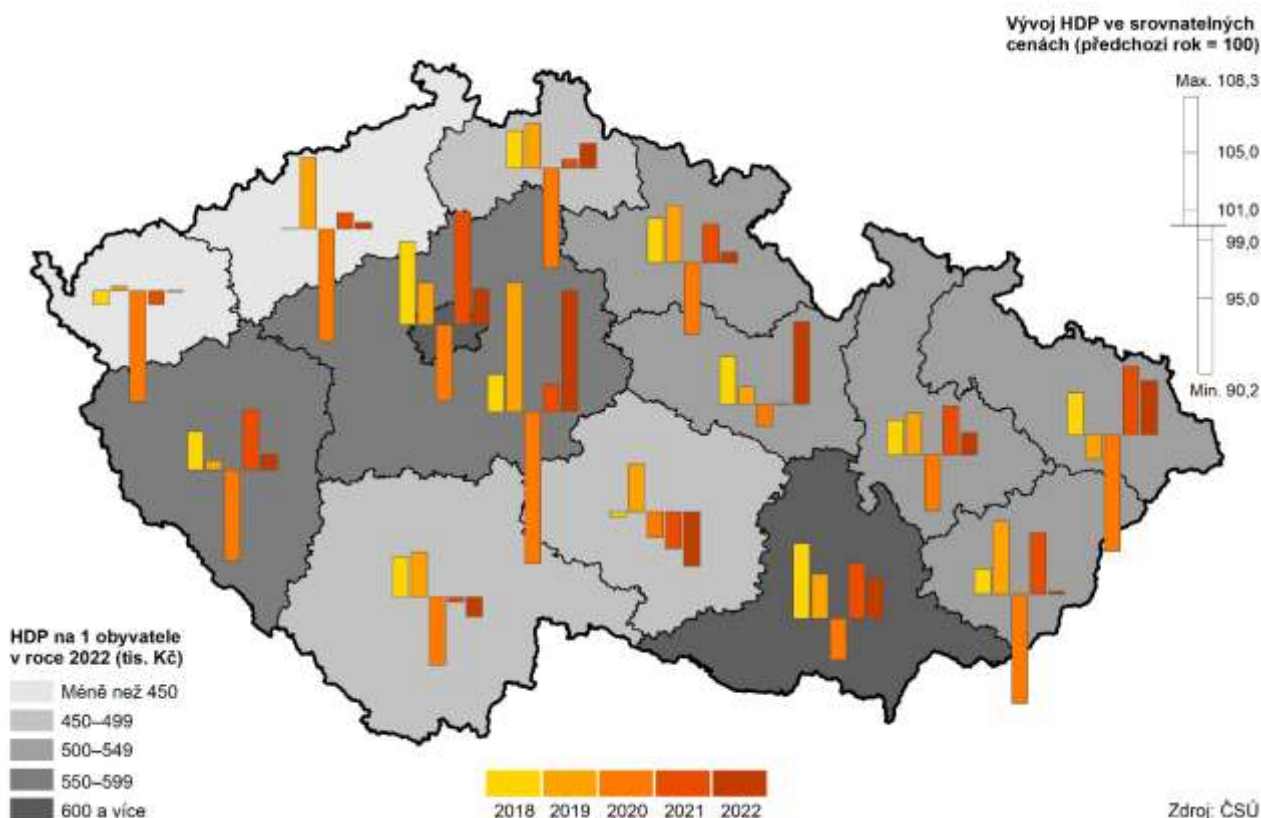 Vývoj HDP ve srovnatelných
cenách (předchozí rok = 100)
Max. 108,3
105,0
101,0
99,0
95,0
Min. 90,2
HDP na 1 obyvatele
v roce 2022 (tis. Kč)
Méně než 450
450–499
500–549
550–599
600 a více
2018 2019 2020 2021 2022
Zdroj: ČSÚ